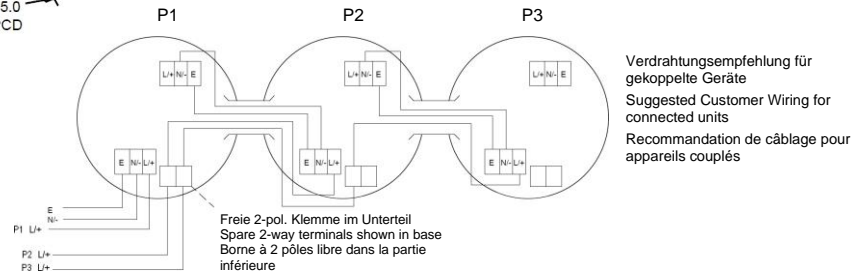 5.0
CD
P1
P2
P3
L/+ N/- E
L/+ N/- E
L/+ N/- E
Verdrahtungsempfehlung für
gekoppelte Geräte
Suggested Customer Wiring for
connected units
Recommandation de câblage pour
appareils couplés
E N/- L/+
E N/- L/+
E N/- L/+
E
N/-
P1 L/+
P2 L/+
P3 L/+
Freie 2-pol. Klemme im Unterteil
Spare 2-way terminals shown in base
Borne à 2 pôles libre dans la partie
inférieure